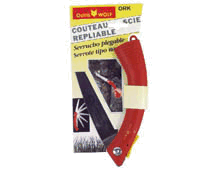 Outils WOLF
ORK
COUTEAU SCIE
REPLIABLE
Serrucho plegable
Serrote tipo